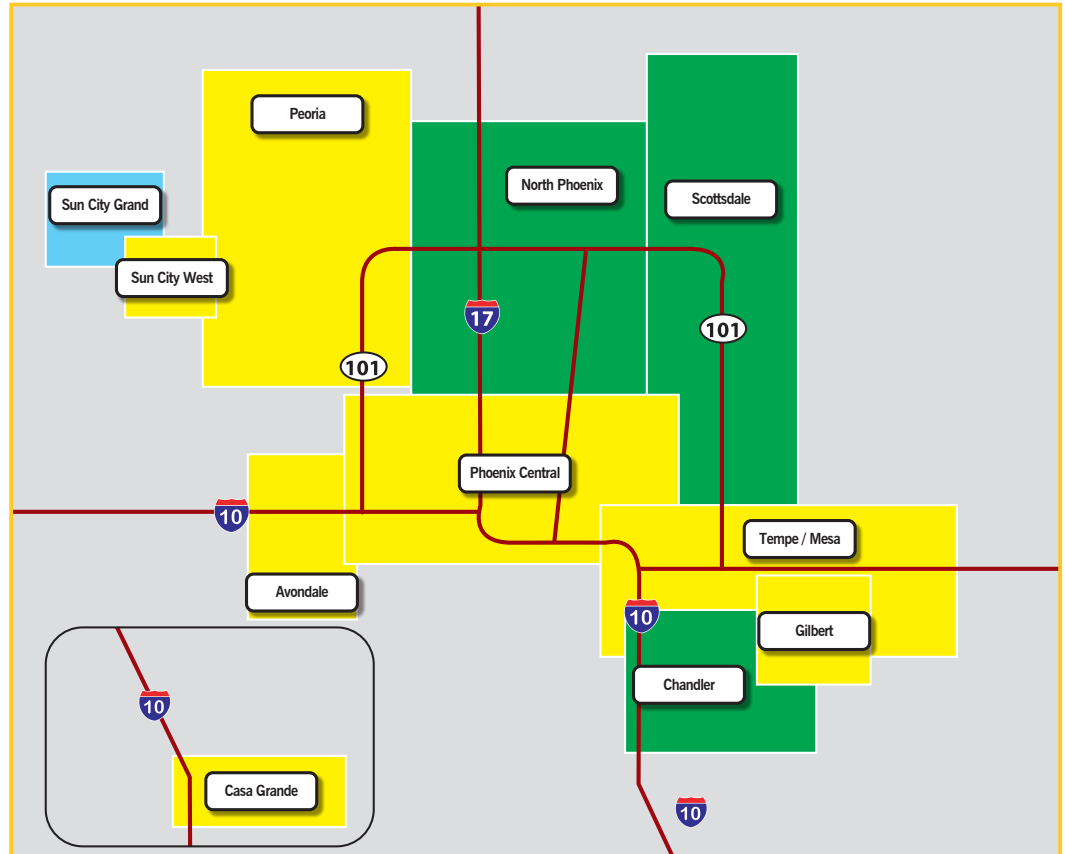 Peoria
North Phoenix
Scottsdale
Sun City Grand
Sun City West
17
101
101
Phoenix Central
10
Tempe / Mesa
Avondale
10
Gilbert
Chandler
10
Casa Grande
10